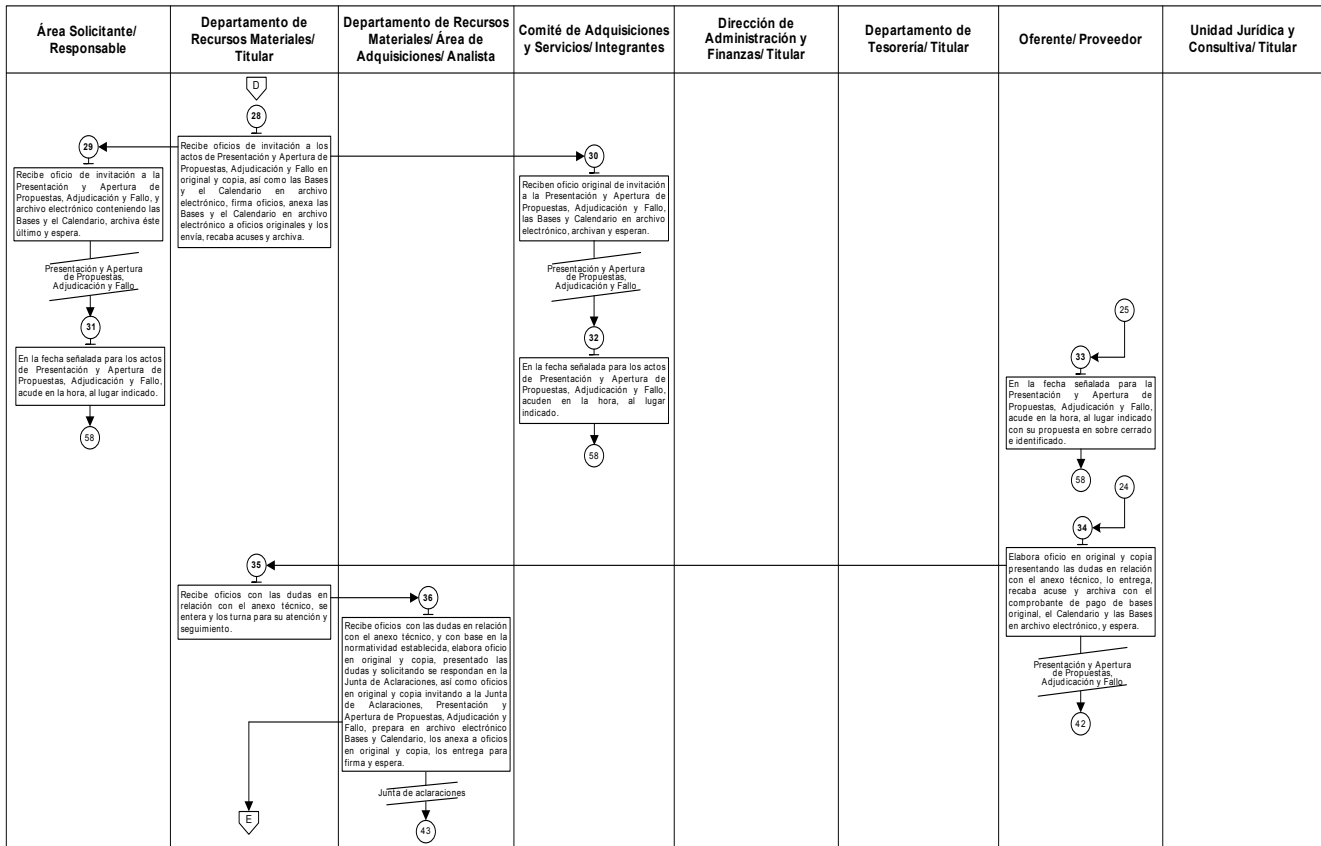 Área Solicitante/
Responsable
Departamento de
Recursos Materiales/
Titular
Departamento de Recursos
Materiales/ Área de
Adquisiciones/ Analista
Comité de Adquisiciones
y Servicios/ Integrantes
Dirección de
Administración y
Finanzas/ Titular
Departamento de
Tesorería/ Titular
Oferente/ Proveedor
Unidad Jurídica y
Consultiva/ Titular
D
28
Recibe oficios de invitación a los
actos de Presentación y Apertura de
Propuestas, Adjudicación y Fallo en
original y copia, así como las Bases
y el Calendario en archivo
electrónico, firma oficios, anexa las
Bases y el Calendario en archivo
electrónico a oficios originales y los
envía, recaba acuses y archiva.
29
Recibe oficio de invitación a la
Presentación y Apertura de
Propuestas, Adjudicación y Fallo, y
archivo electrónico conteniendo las
Bases y el Calendario, archiva éste
último y espera.
Presentación y Apertura
de Propuestas,
Adjudicación y Fallo
31
En la fecha señalada para los actos
de Presentación y Apertura de
Propuestas, Adjudicación y Fallo,
acude en la hora, al lugar indicado.
58
30
Reciben oficio original de invitación
a la Presentación y Apertura de
Propuestas, Adjudicación y Fallo,
las Bases y Calendario en archivo
electrónico, archivan y esperan.
Presentación y Apertura
de Propuestas,
Adjudicación y Fallo
32
En la fecha señalada para los actos
de Presentación y Apertura de
Propuestas, Adjudicación y Fallo,
acuden en la hora, al lugar
indicado.
58
25
33
En la fecha señalada para la
Presentación y Apertura de
Propuestas, Adjudicación y Fallo,
acude en la hora, al lugar indicado
con su propuesta en sobre cerrado
e identificado.
58
24
34
Elabora oficio en original y copia
presentando las dudas en relación
con el anexo técnico, lo entrega,
recaba acuse y archiva con el
comprobante de pago de bases
original, el Calendario y las Bases
en archivo electrónico, y espera.
Presentación y Apertura
de Propuestas,
Adjudicación y Fallo
42
35
Recibe oficios con las dudas en
relación con el anexo técnico, se
entera y los turna para su atención y
seguimiento.
36
Recibe oficios con las dudas en relación
con el anexo técnico, y con base en la
normatividad establecida, elabora oficio
en original y copia, presentado las
dudas y solicitando se respondan en la
Junta de Aclaraciones, así como oficios
en original y copia invitando a la Junta
de Aclaraciones, Presentación y
Apertura de Propuestas, Adjudicación y
Fallo, prepara en archivo electrónico
Bases y Calendario, los anexa a oficios
en original y copia, los entrega para
firma y espera.
Junta de aclaraciones
43
E